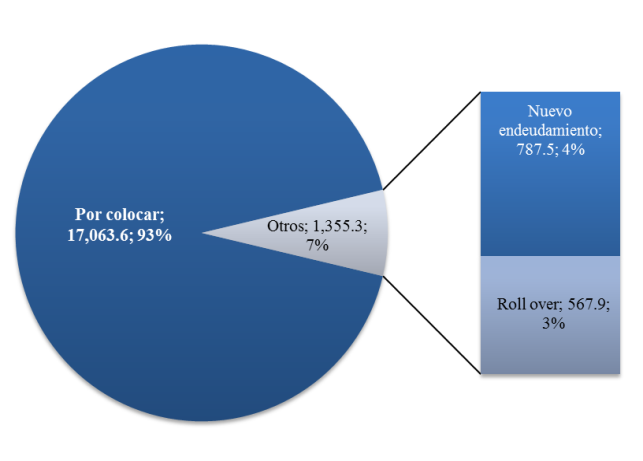 Por colocar;
17,063.6; 93%
Otros; 1,355.3;
7%
Nuevo
endeudamiento;
787.5; 4%
Roll over; 567.9;
3%